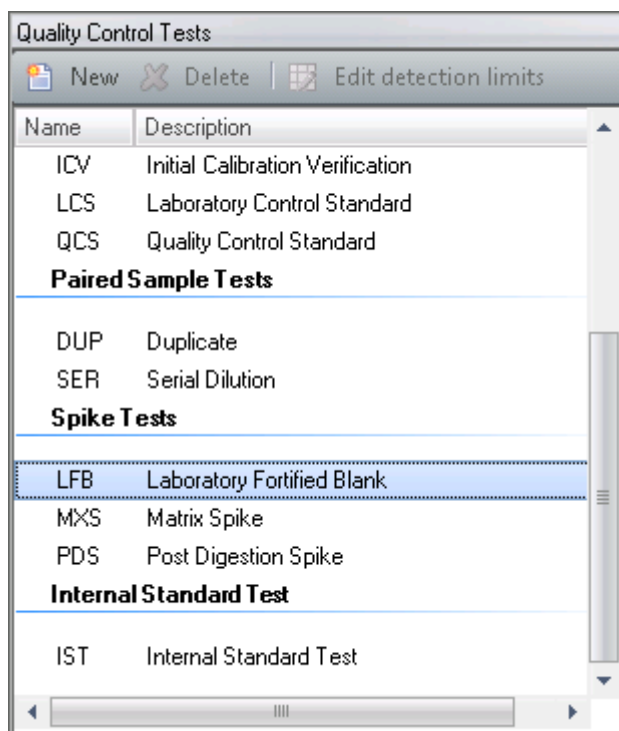 Quality Control Tests
New Delete Edit detection limits
Name Description
ICV Initial Calibration Verification
LCS Laboratory Control Standard
QCS Quality Control Standard
Paired Sample Tests
DUP Duplicate
SER Serial Dilution
Spike Tests
LFB Laboratory Fortified Blank
MXS Matrix Spike
PDS Post Digestion Spike
Internal Standard Test
IST Internal Standard Test